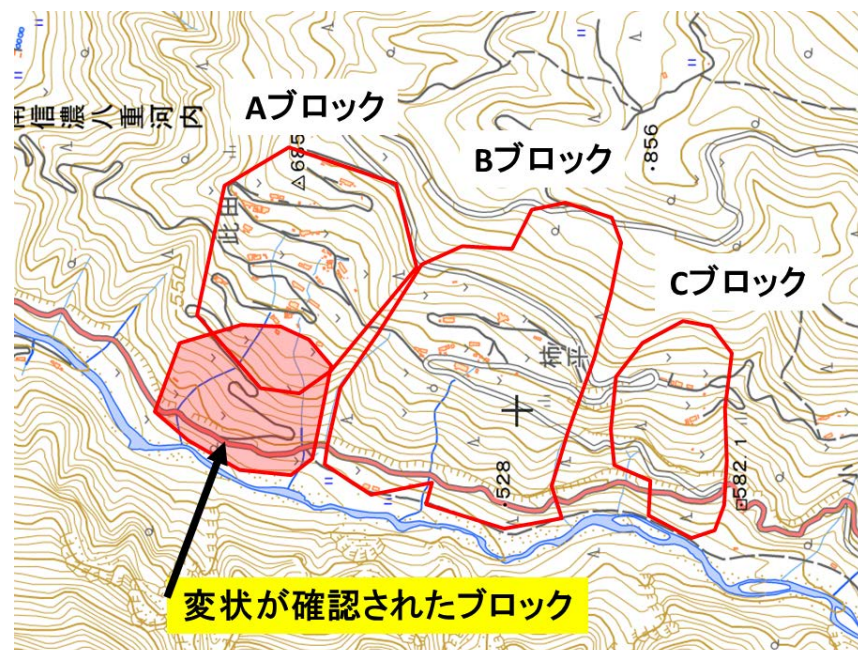 南信濃八重河内
Aブロック
685
Bブロック
.856
此田
Cブロック
550
柿平
.528
582.1
小
変状が確認されたブロック